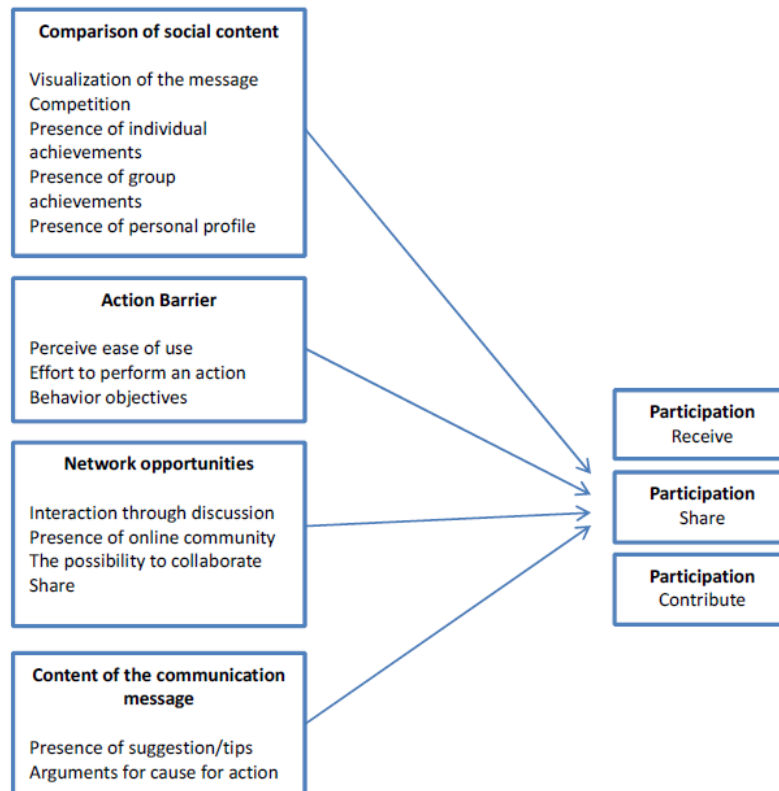 Comparison of social content
Visualization of the message
Competition
Presence of individual
achievements
Presence of group
achievements
Presence of personal profile
Action Barrier
Perceive ease of use
Effort to perform an action
Behavior objectives
Network opportunities
Interaction through discussion
Presence of online community
The possibility to collaborate
Share
Content of the communication
message
Presence of suggestion/tips
Arguments for cause for action
Participation
Receive
Participation
Share
Participation
Contribute